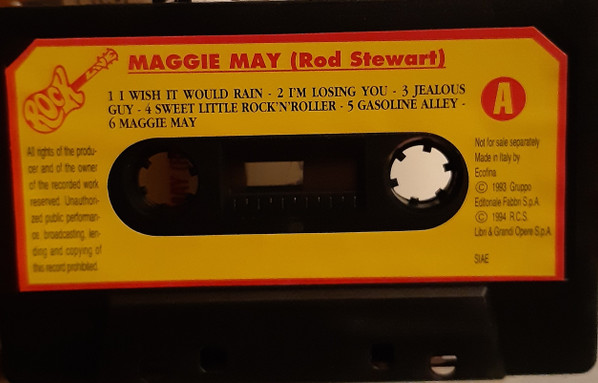 ROCK LIVE
MAGGIE MAY (Rod Stewart)
1 I WISH IT WOULD RAIN - 2 I'M LOSING YOU - 3 JEALOUS
GUY - 4 SWEET LITTLE ROCK'N'ROLLER - 5 GASOLINE ALLEY -
6 MAGGIE MAY
A
All rights of the produ-
cer and of the owner
of the recorded work
reserved. Unauthori-
zed public performan-
ce, broadcasting, len-
ding and copying of
this record prohibited.
Not for sale separately
Made in Italy by
Ecofina
© 1993 Gruppo
Editoriale Fabbri S.p.A.
© 1994 R.C.S.
Libri & Grandi Opere S.p.A.
SIAE